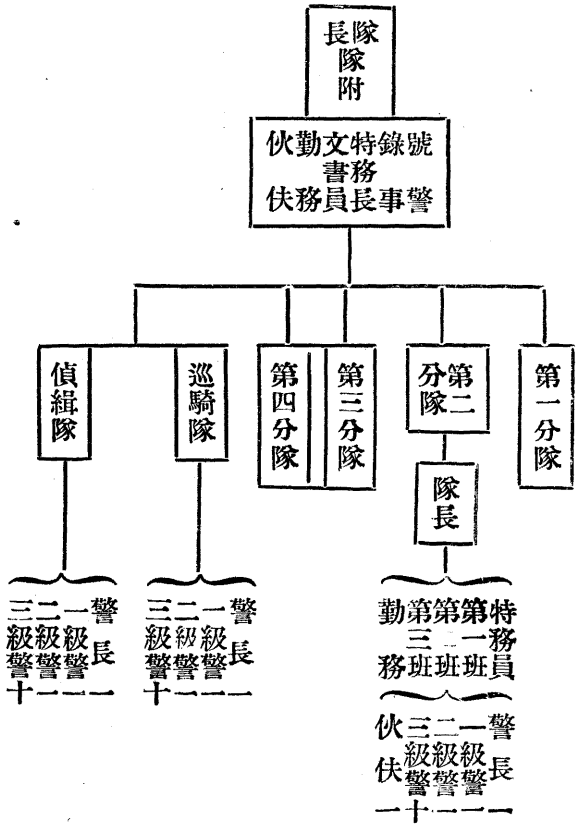 隊長
隊附
號警
錄事
特務長
文書員
勤務
伙伕
第一分隊
第二
分隊
隊長
特務員
第一班
第二班
第三班
勤務
警長一
一級警一
二級警一
三級警十
伙伕一
第三分隊
第四分隊
巡騎隊
警長一
一級警一
二級警一
三級警十
偵緝隊
警長一
一級警一
二級警一
三級警十